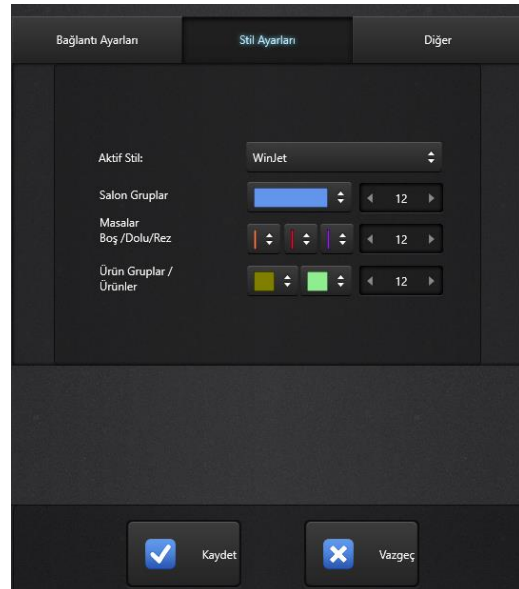 Bağlantı Ayarları
Stil Ayarları
Diğer
Aktif Stil:
WinJet
Salon Gruplar
12
Masalar
Boş /Dolu/Rez
12
Ürün Gruplar /
Ürünler
12
Kaydet
Vazgeç